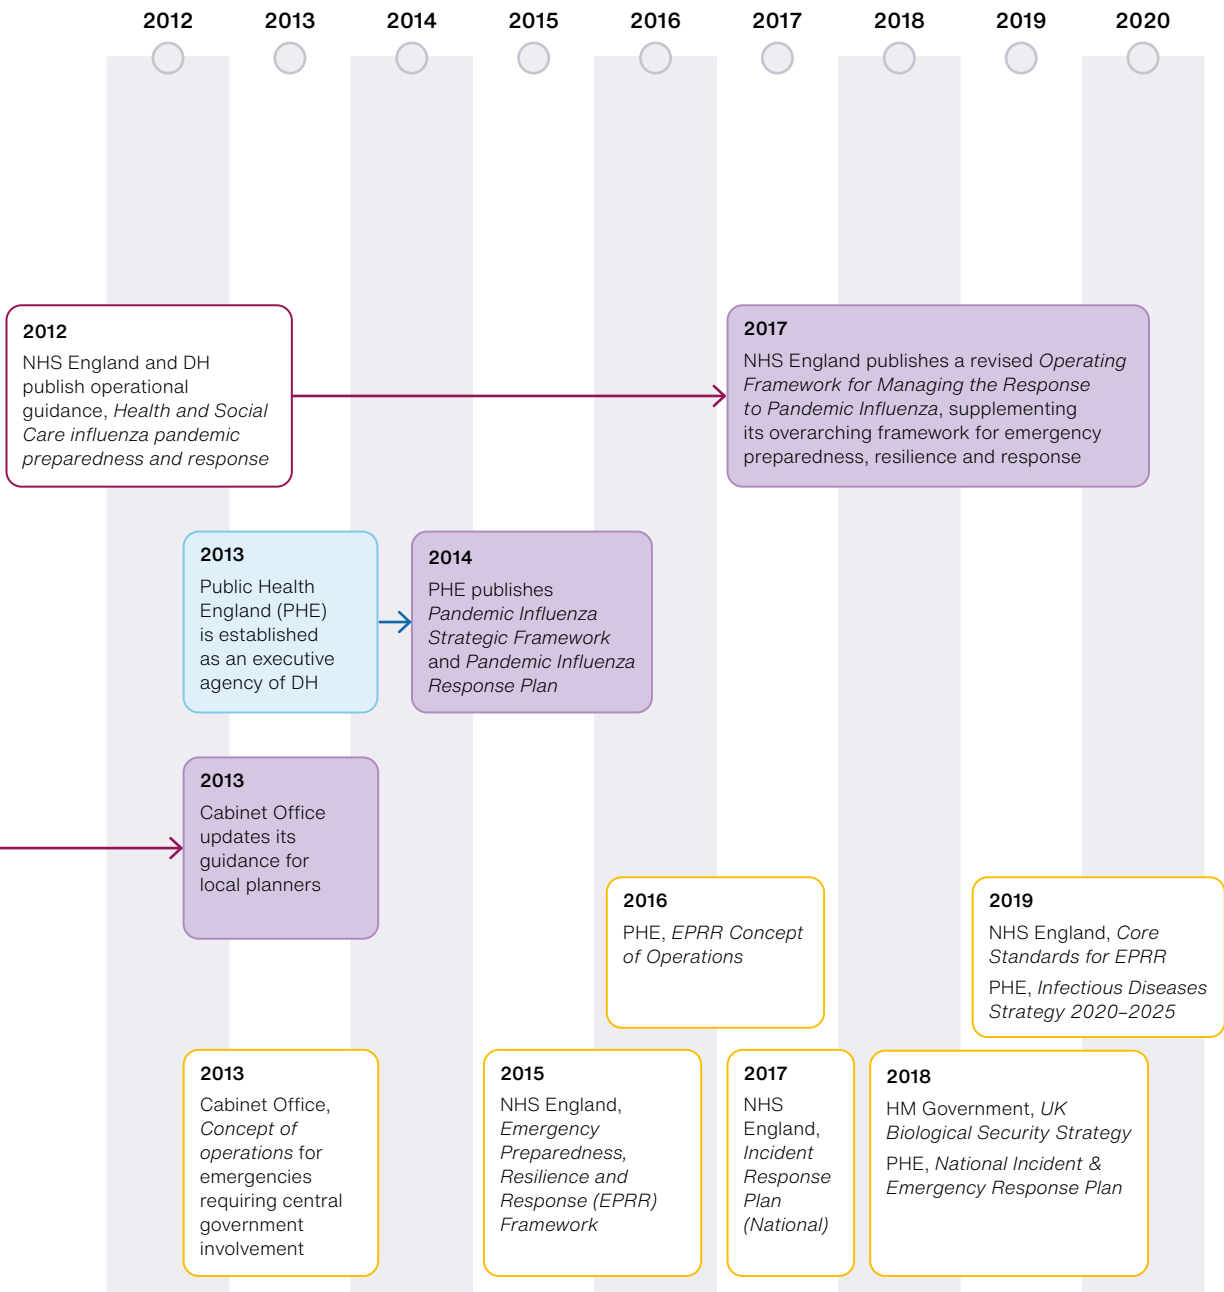 2012 2013 2014 2015 2016 2017 2018 2019 2020
2012
NHS England and DH
publish operational
guidance, Health and Social
Care influenza pandemic
preparedness and response
2017
NHS England publishes a revised Operating
Framework for Managing the Response
to Pandemic Influenza, supplementing
its overarching framework for emergency
preparedness, resilience and response
2013
Public Health
England (PHE)
is established
as an executive
agency of DH
2014
PHE publishes
Pandemic Influenza
Strategic Framework
and Pandemic Influenza
Response Plan
2013
Cabinet Office
updates its
guidance for
local planners
2016
PHE, EPRR Concept
of Operations
2019
NHS England, Core
Standards for EPRR
PHE, Infectious Diseases
Strategy 2020–2025
2013
Cabinet Office,
Concept of
operations for
emergencies
requiring central
government
involvement
2015
NHS England,
Emergency
Preparedness,
Resilience and
Response (EPRR)
Framework
2017
NHS
England,
Incident
Response
Plan
(National)
2018
HM Government, UK
Biological Security Strategy
PHE, National Incident &
Emergency Response Plan